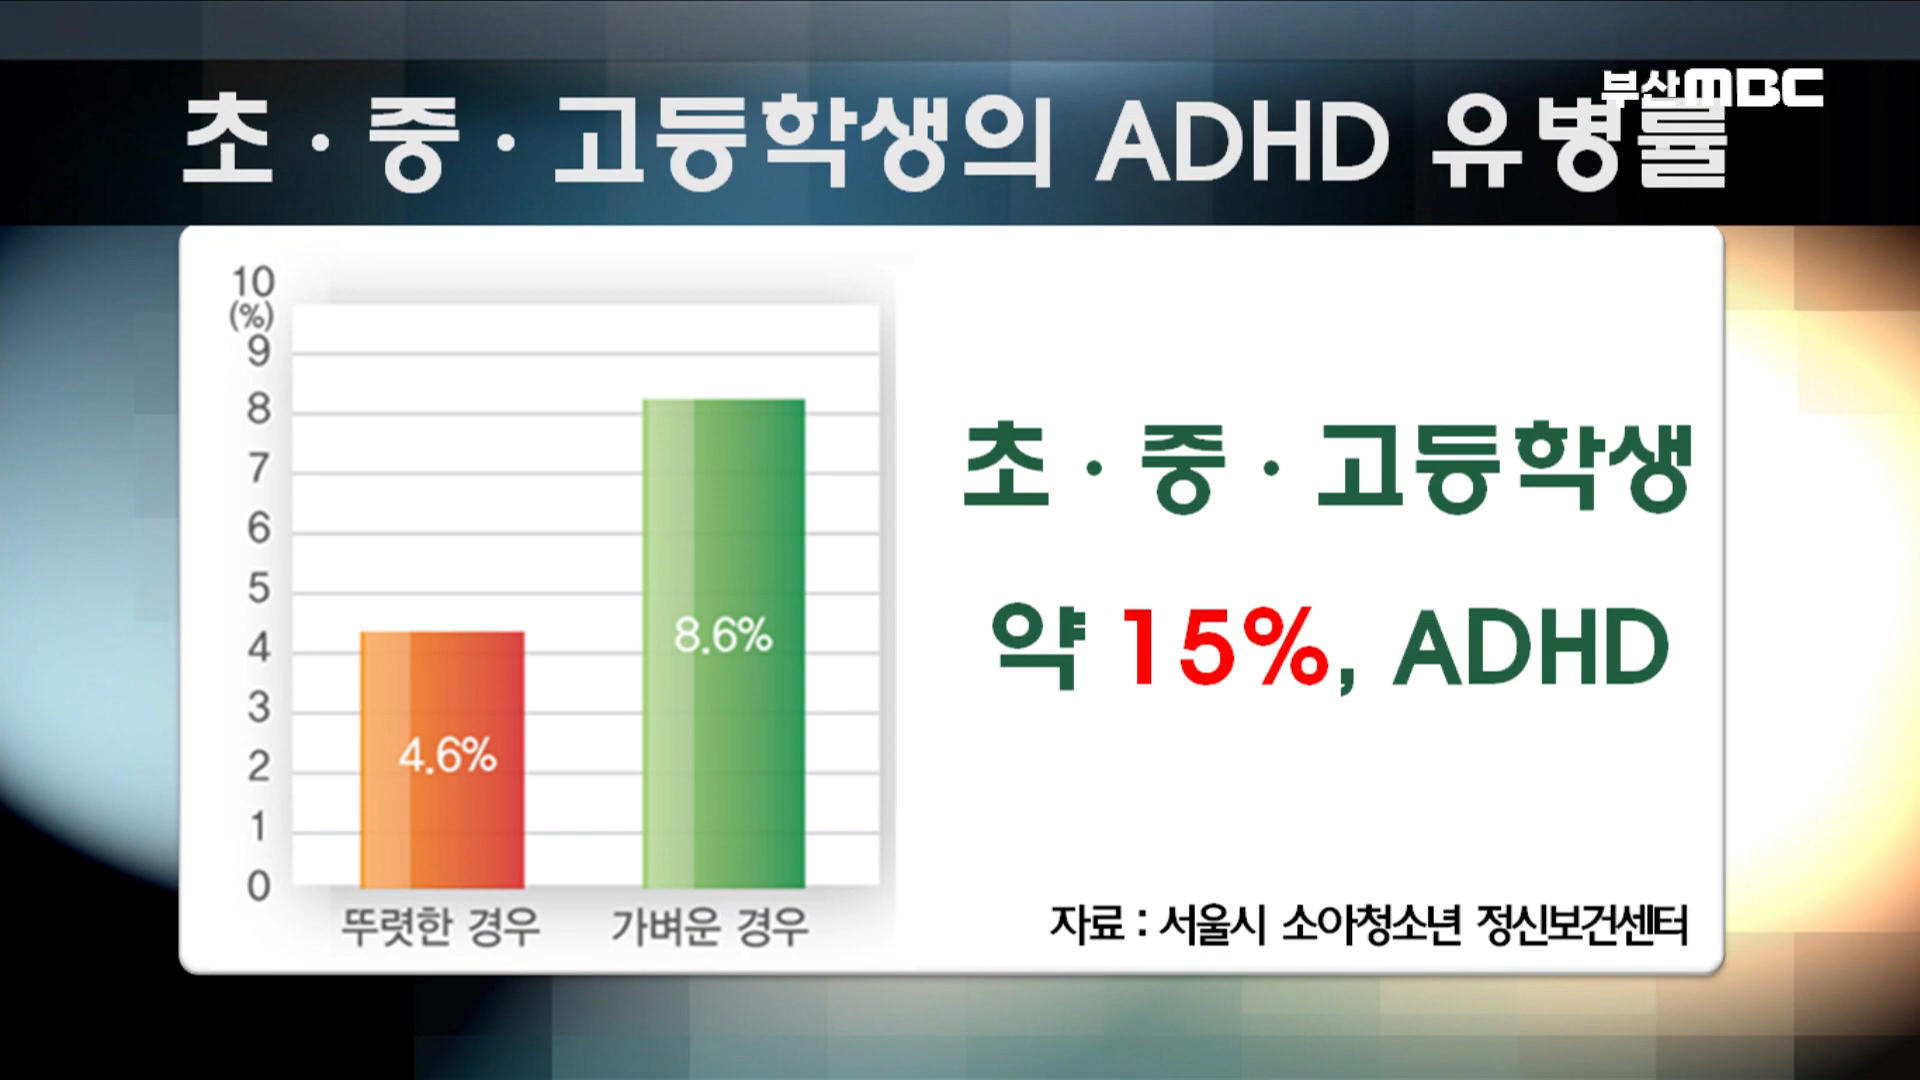 부산MBC
초·중·고등학생의 ADHD 유병률
10
(%)
9
8
7
6
5
4
3
2
1
0
4.6%
8.6%
뚜렷한 경우
가벼운 경우
초·중·고등학생
약 15%, ADHD
자료 : 서울시 소아청소년 정신보건센터